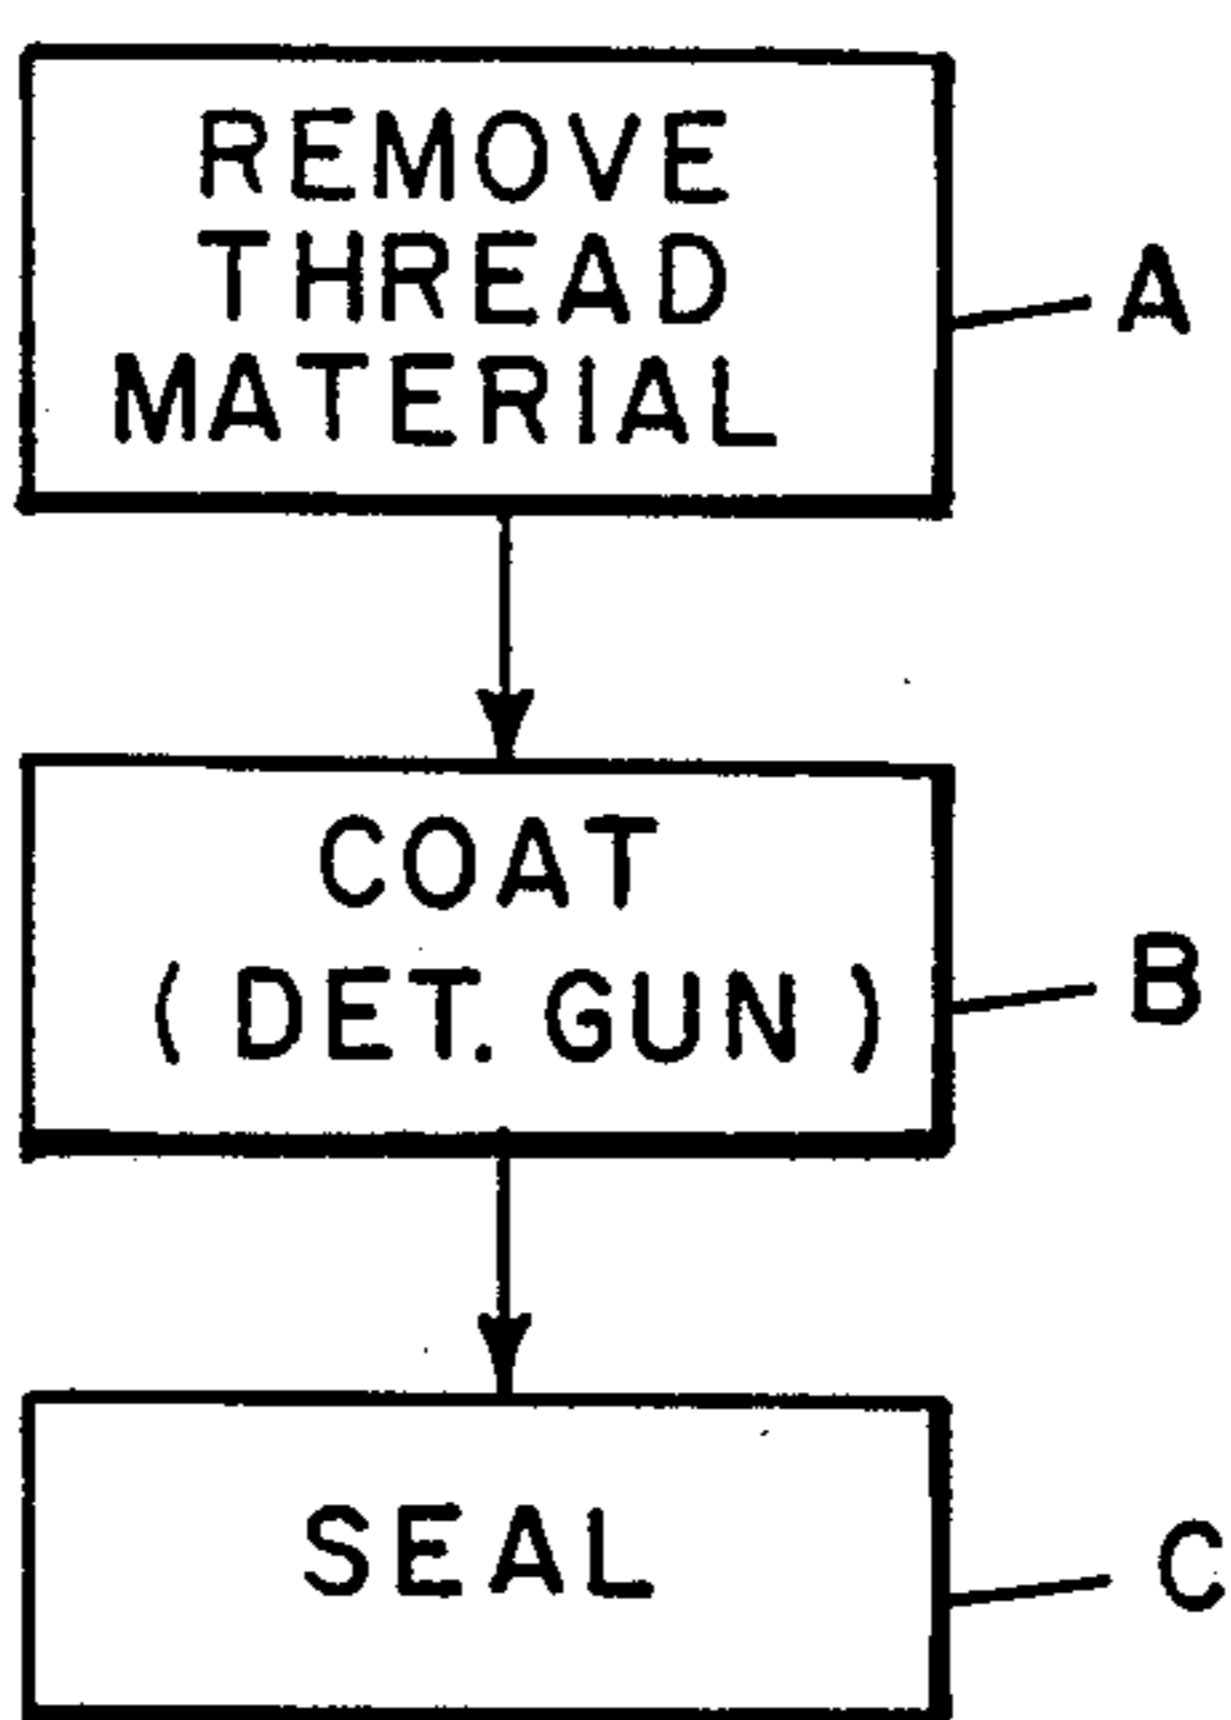 REMOVE
THREAD
MATERIAL
A
COAT
(DET. GUN)
B
SEAL
C